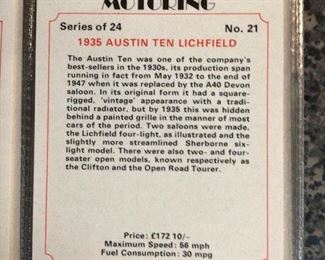 MOTORING
Series of 24 No. 21
1935 AUSTIN TEN LICHFIELD
The Austin Ten was one of the company's
best-sellers in the 1930s, its production span
running in fact from May 1932 to the end of
1947 when it was replaced by the A40 Devon
saloon. In its original form it had a square-
rigged, 'vintage' appearance with a tradi-
tional radiator, but by 1935 this was hidden
behind a painted grille in the manner of most
cars of the period. Two saloons were made,
the Lichfield four-light, as illustrated and the
slightly more streamlined Sherborne six-
light model. There were also two- and four-
seater open models, known respectively as
the Clifton and the Open Road Tourer.
Price: £172 10/-
Maximum Speed: 56 mph
Fuel Consumption: 30 mpg